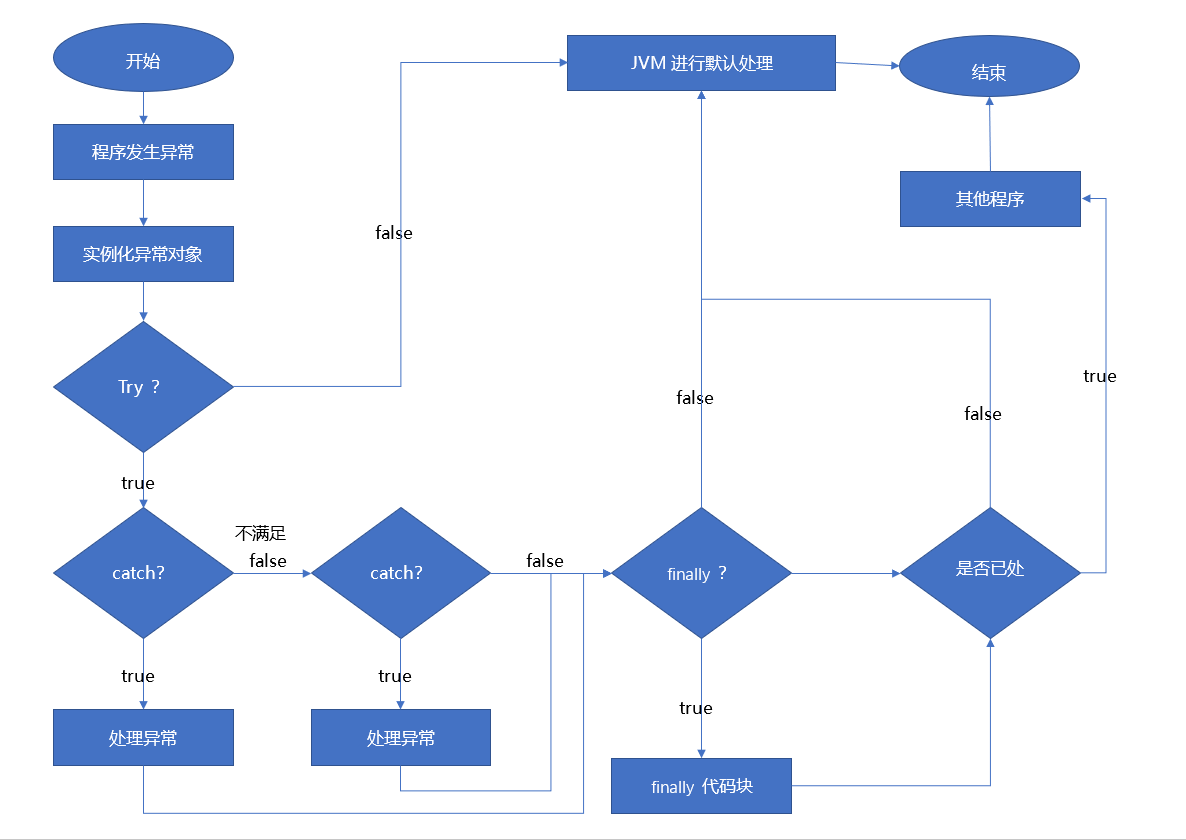 开始
JVM 进行默认处理
结束
程序发生异常
其他程序
false
实例化异常对象
Try ？
true
false
false
true
不满足
false
false
catch?
catch?
finally ？
是否已处
true
true
true
处理异常
处理异常
finally 代码块